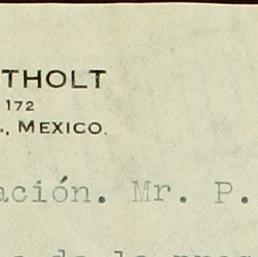 THOLT
172
., MEXICO.
ación. Mr. P.